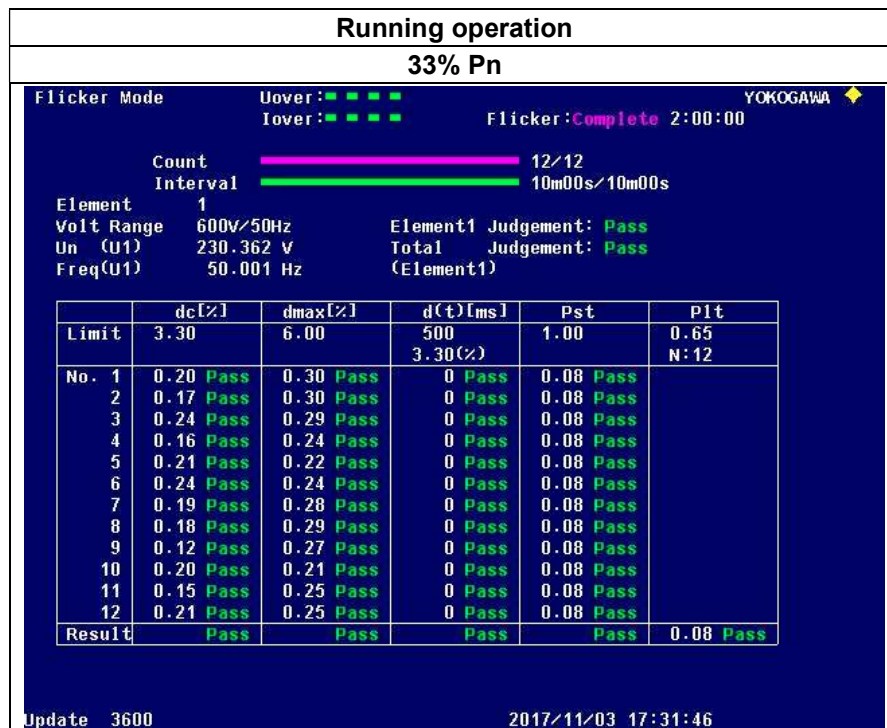 Running operation
33% Pn
Flicker Mode Uover: YOKOGAWA
Iover: Flicker:Complete 2:00:00
Count 12/12
Interval 10m00s/10m00s
Element 1
Volt Range 600V/50Hz Element1 Judgement: Pass
Un (U1) 230.362 V Total Judgement: Pass
Freq(U1) 50.001 Hz (Element1)
dc[%] dmax[%] d(t)[ms] Pst Plt
Limit 3.30 6.00 500 1.00 0.65
3.30(%) N:12
No. 1 0.20 Pass 0.30 Pass 0 Pass 0.08 Pass
2 0.17 Pass 0.30 Pass 0 Pass 0.08 Pass
3 0.24 Pass 0.29 Pass 0 Pass 0.08 Pass
4 0.16 Pass 0.24 Pass 0 Pass 0.08 Pass
5 0.21 Pass 0.22 Pass 0 Pass 0.08 Pass
6 0.24 Pass 0.24 Pass 0 Pass 0.08 Pass
7 0.19 Pass 0.28 Pass 0 Pass 0.08 Pass
8 0.18 Pass 0.29 Pass 0 Pass 0.08 Pass
9 0.12 Pass 0.27 Pass 0 Pass 0.08 Pass
10 0.20 Pass 0.21 Pass 0 Pass 0.08 Pass
11 0.15 Pass 0.25 Pass 0 Pass 0.08 Pass
12 0.21 Pass 0.25 Pass 0 Pass 0.08 Pass
Result Pass Pass Pass Pass 0.08 Pass
Update 3600 2017/11/03 17:31:46